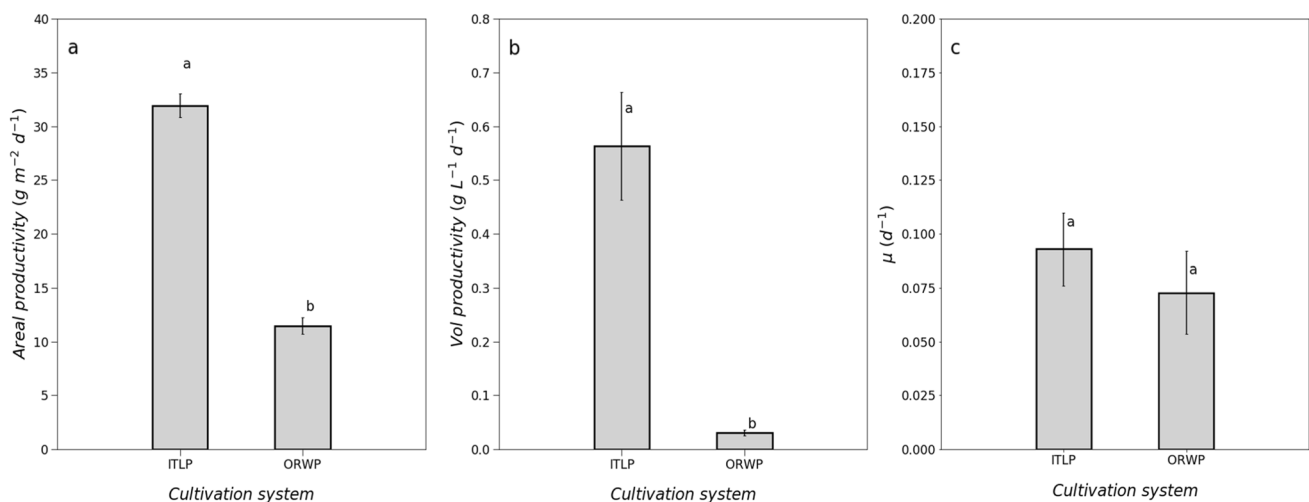 a
Areal productivity (g m⁻² d⁻¹)
40
35
30
25
20
15
10
5
0
a
b
ITLP
ORWP
Cultivation system
b
Vol productivity (g L⁻¹ d⁻¹)
0.8
0.7
0.6
0.5
0.4
0.3
0.2
0.1
0.0
a
b
ITLP
ORWP
Cultivation system
c
μ (d⁻¹)
0.200
0.175
0.150
0.125
0.100
0.075
0.050
0.025
0.000
a
a
ITLP
ORWP
Cultivation system